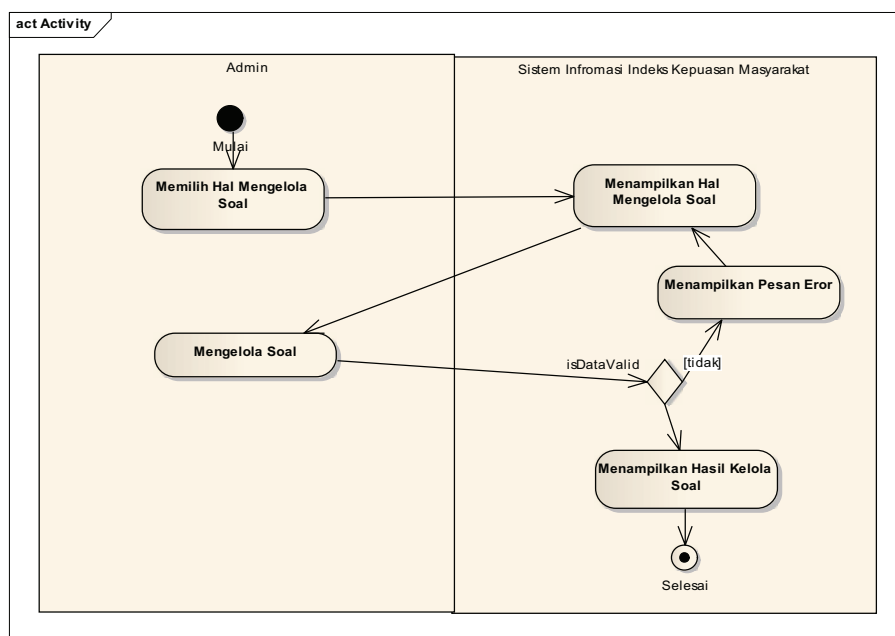 act Activity
Admin
Sistem Infromasi Indeks Kepuasan Masyarakat
Mulai
Memilih Hal Mengelola
Soal
Menampilkan Hal
Mengelola Soal
Menampilkan Pesan Eror
Mengelola Soal
isDataValid
[tidak]
Menampilkan Hasil Kelola
Soal
Selesai